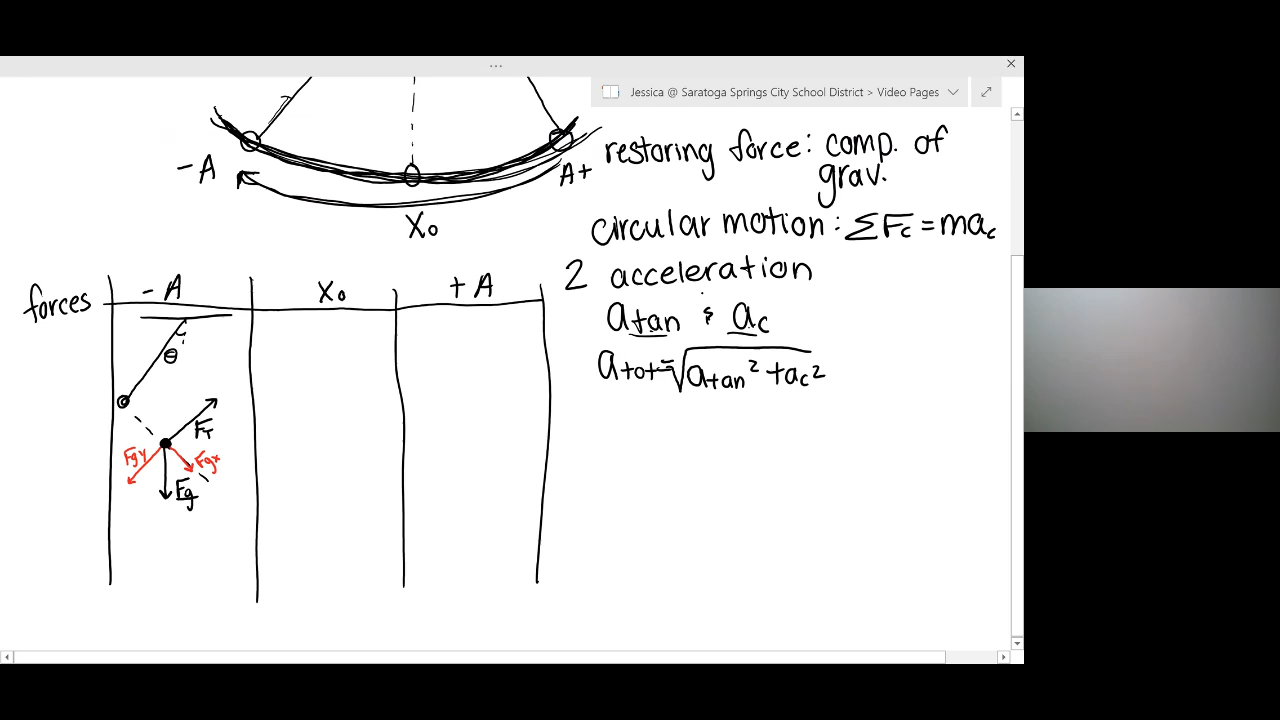 Jessica @ Saratoga Springs City School District > Video Pages
restoring force: comp. of
grav.
-A
A+
X₀
circular motion: ΣFc = mac
2 acceleration
forces
-A
X₀
+A
atan & ac
atot = √atan² + ac²
θ
FT
Fgy
Fgx
Fg